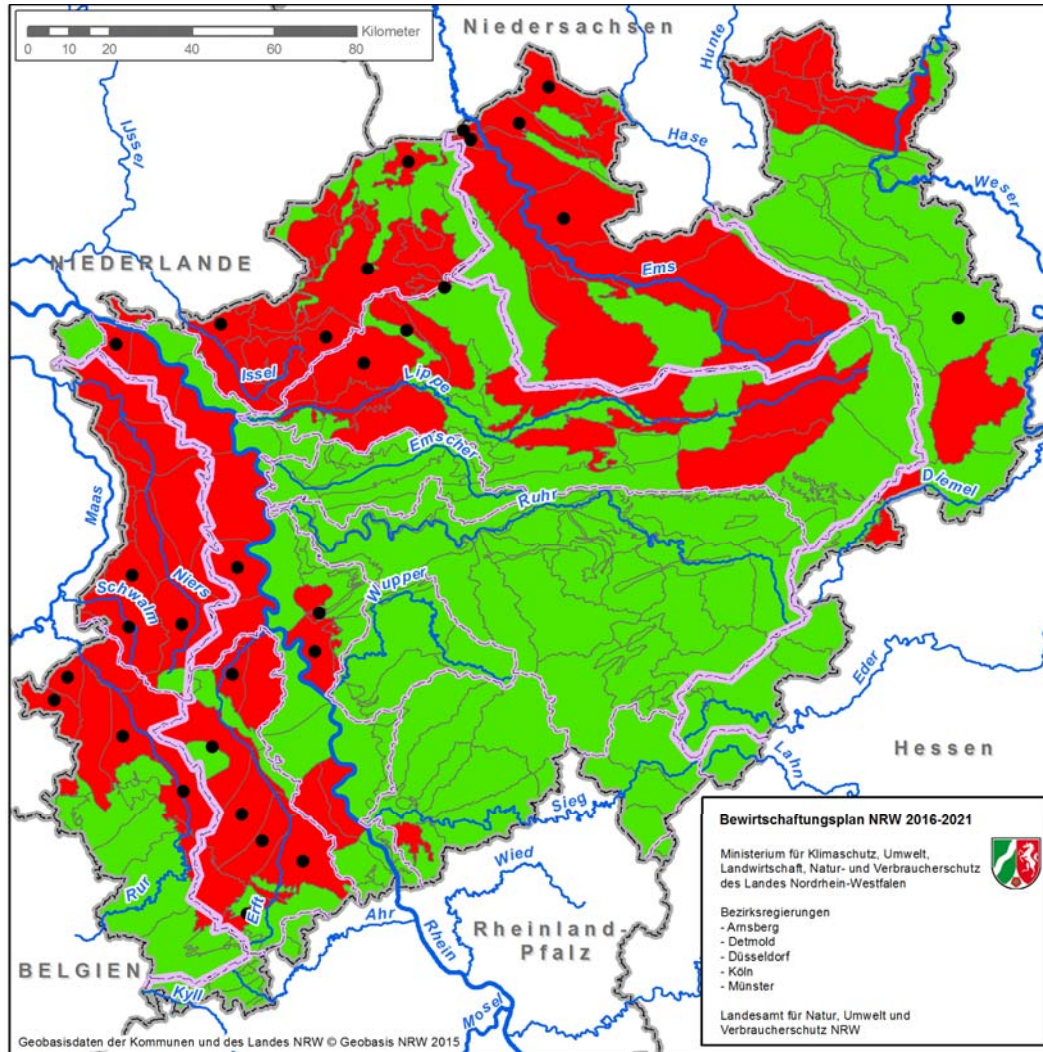 0 10 20 40 60 80 Kilometer
Niedersachsen
Hunte
IJssel
Hase
Weser
NIEDERLANDE
Ems
Issel
Lippe
Emscher
Ruhr
Diemel
Maas
Schwalm
Niers
Wupper
Eder
Hessen
Lahn
Sieg
Wied
Rur
Erft
Ahr
Rhein
Rheinland-
Pfalz
BELGIEN
Kyll
Mosel
Bewirtschaftungsplan NRW 2016-2021
Ministerium für Klimaschutz, Umwelt,
Landwirtschaft, Natur- und Verbraucherschutz
des Landes Nordrhein-Westfalen
Bezirksregierungen
- Arnsberg
- Detmold
- Düsseldorf
- Köln
- Münster
Landesamt für Natur, Umwelt und
Verbraucherschutz NRW
Geobasisdaten der Kommunen und des Landes NRW © Geobasis NRW 2015